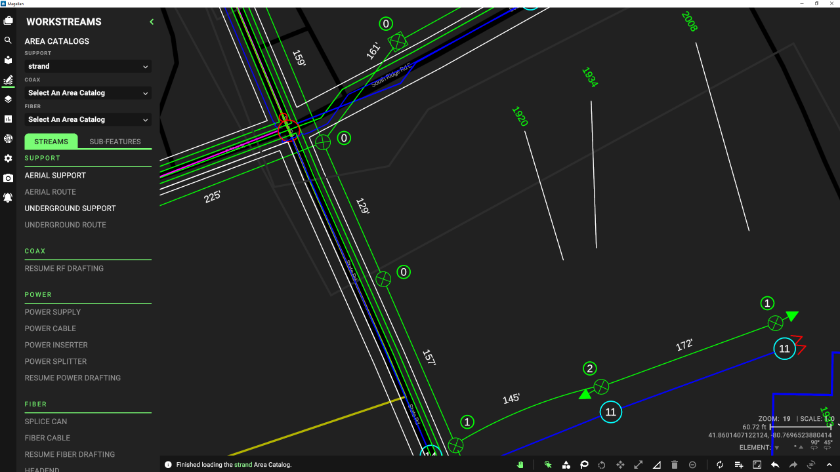 Magellan
WORKSTREAMS
AREA CATALOGS
SUPPORT
strand
COAX
Select An Area Catalog
FIBER
Select An Area Catalog
STREAMS
SUB FEATURES
SUPPORT
AERIAL SUPPORT
AERIAL ROUTE
UNDERGROUND SUPPORT
UNDERGROUND ROUTE
COAX
RESUME RF DRAFTING
POWER
POWER SUPPLY
POWER CABLE
POWER INSERTER
POWER SPLITTER
RESUME POWER DRAFTING
FIBER
SPLICE CAN
FIBER CABLE
RESUME FIBER DRAFTING
HEADEND
0
161'
159'
2008
South Ridge Rd E
1934
1920
0
225'
129'
0
157'
1
1
172'
11
2
145'
11
ZOOM: 19 | SCALE:
60.72 ft
41.8601407122124, -80.7696523880414
90° 45°
ELEMENT:
Finished loading the strand Area Catalog.